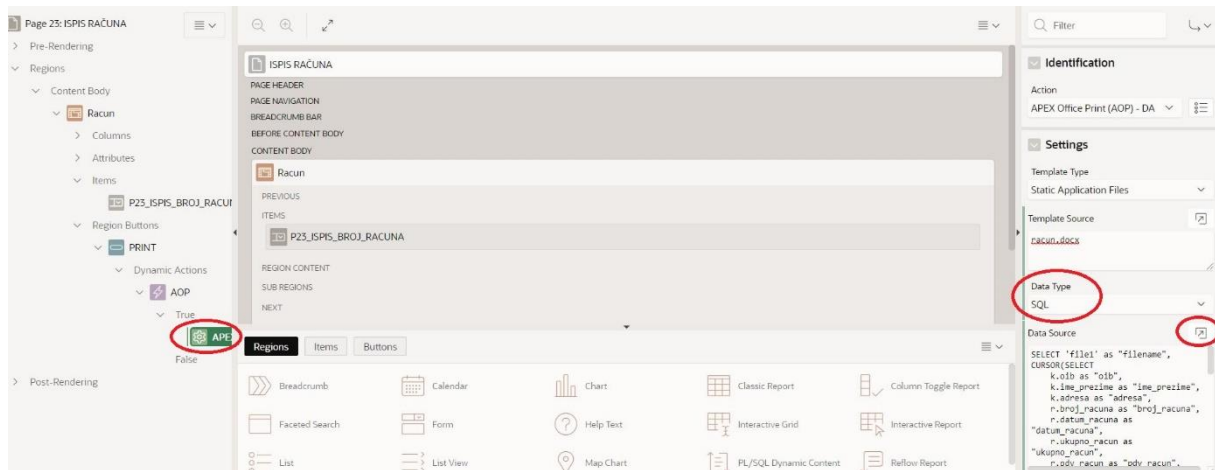 Page 23: ISPIS RAČUNA
Pre-Rendering
Regions
Content Body
Racun
Columns
Attributes
Items
P23_ISPIS_BROJ_RACUI
Region Buttons
PRINT
Dynamic Actions
AOP
True
APE
False
Post-Rendering
ISPIS RAČUNA
PAGE HEADER
PAGE NAVIGATION
BREADCRUMB BAR
BEFORE CONTENT BODY
CONTENT BODY
Racun
PREVIOUS
ITEMS
P23_ISPIS_BROJ_RACUNA
REGION CONTENT
SUB REGIONS
NEXT
Regions Items Buttons
Breadcrumb Calendar Chart Classic Report Column Toggle Report
Faceted Search Form Help Text Interactive Grid Interactive Report
List List View Map Chart PL/SQL Dynamic Content Reflow Report
Filter
Identification
Action
APEX Office Print (AOP) - DA
Settings
Template Type
Static Application Files
Template Source
racun.docx
Data Type
SQL
Data Source
SELECT 'file1' as "filename",
CURSOR(SELECT
k.oib as "oib",
k.ime_prezime as "ime_prezime",
k.adresa as "adresa",
r.broj_racuna as "broj_racuna",
r.datum_racuna as
"datum_racuna",
r.ukupno_racun as
"ukupno_racun",
r.pdv_racun as "pdv_racun",